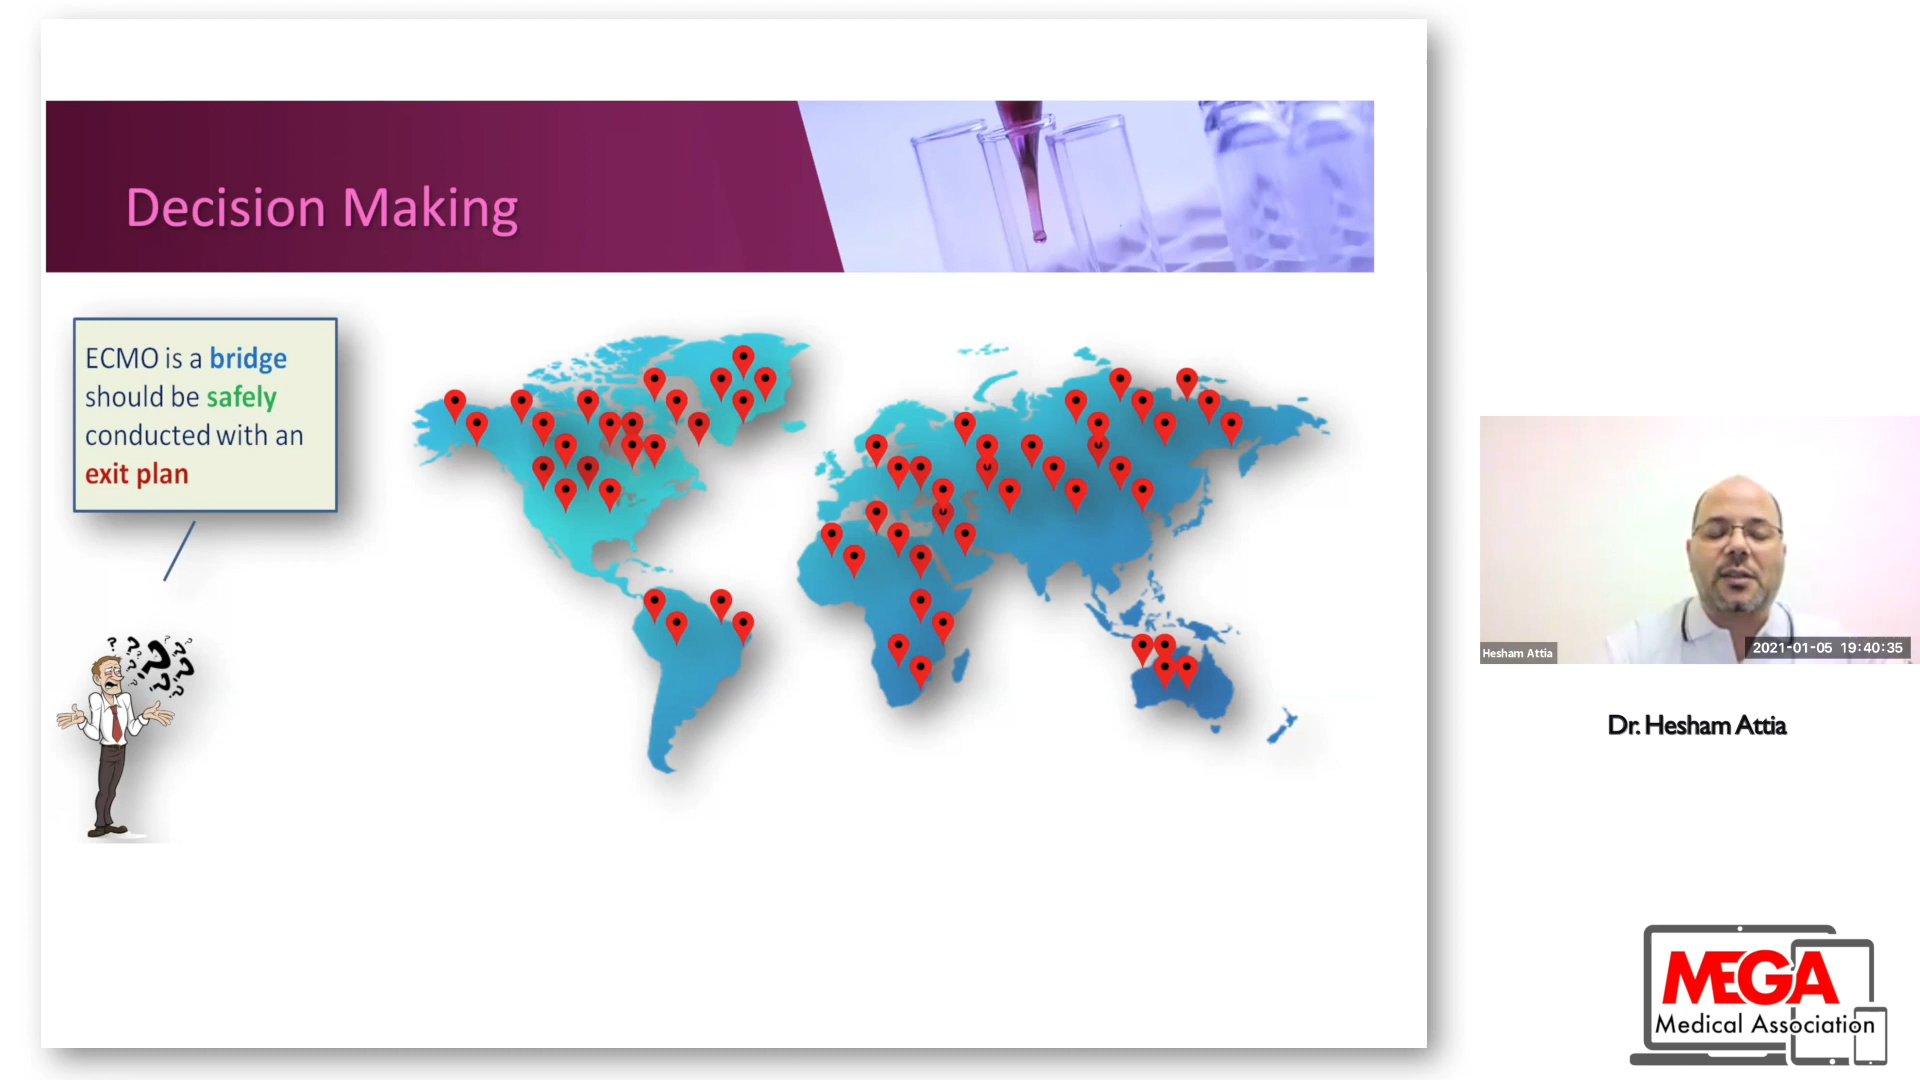 Decision Making
ECMO is a bridge
should be safely
conducted with an
exit plan
Hesham Attia
2021-01-05 19:40:35
Dr. Hesham Attia
MEGA
Medical Association